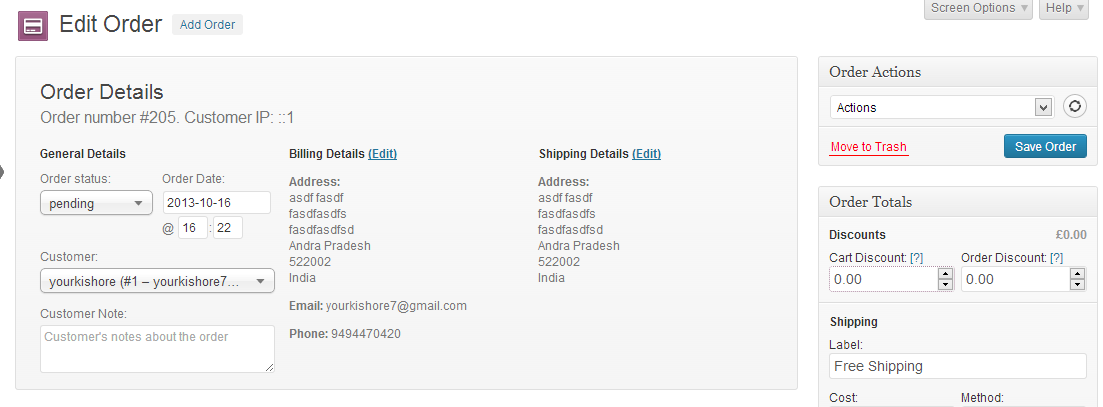 Screen Options Help
Edit Order Add Order
Order Details
Order number #205. Customer IP: ::1
General Details
Order status: Order Date:
pending 2013-10-16
@ 16 : 22
Customer:
yourkishore (#1 – yourkishore7...
Customer Note:
Customer's notes about the order
Billing Details (Edit)
Address:
asdf fasdf
fasdfasdfs
fasdfasdfsd
Andra Pradesh
522002
India
Email: yourkishore7@gmail.com
Phone: 9494470420
Shipping Details (Edit)
Address:
asdf fasdf
fasdfasdfs
fasdfasdfsd
Andra Pradesh
522002
India
Order Actions
Actions
Move to Trash Save Order
Order Totals
Discounts £0.00
Cart Discount: [?] Order Discount: [?]
0.00 0.00
Shipping
Label:
Free Shipping
Cost: Method: